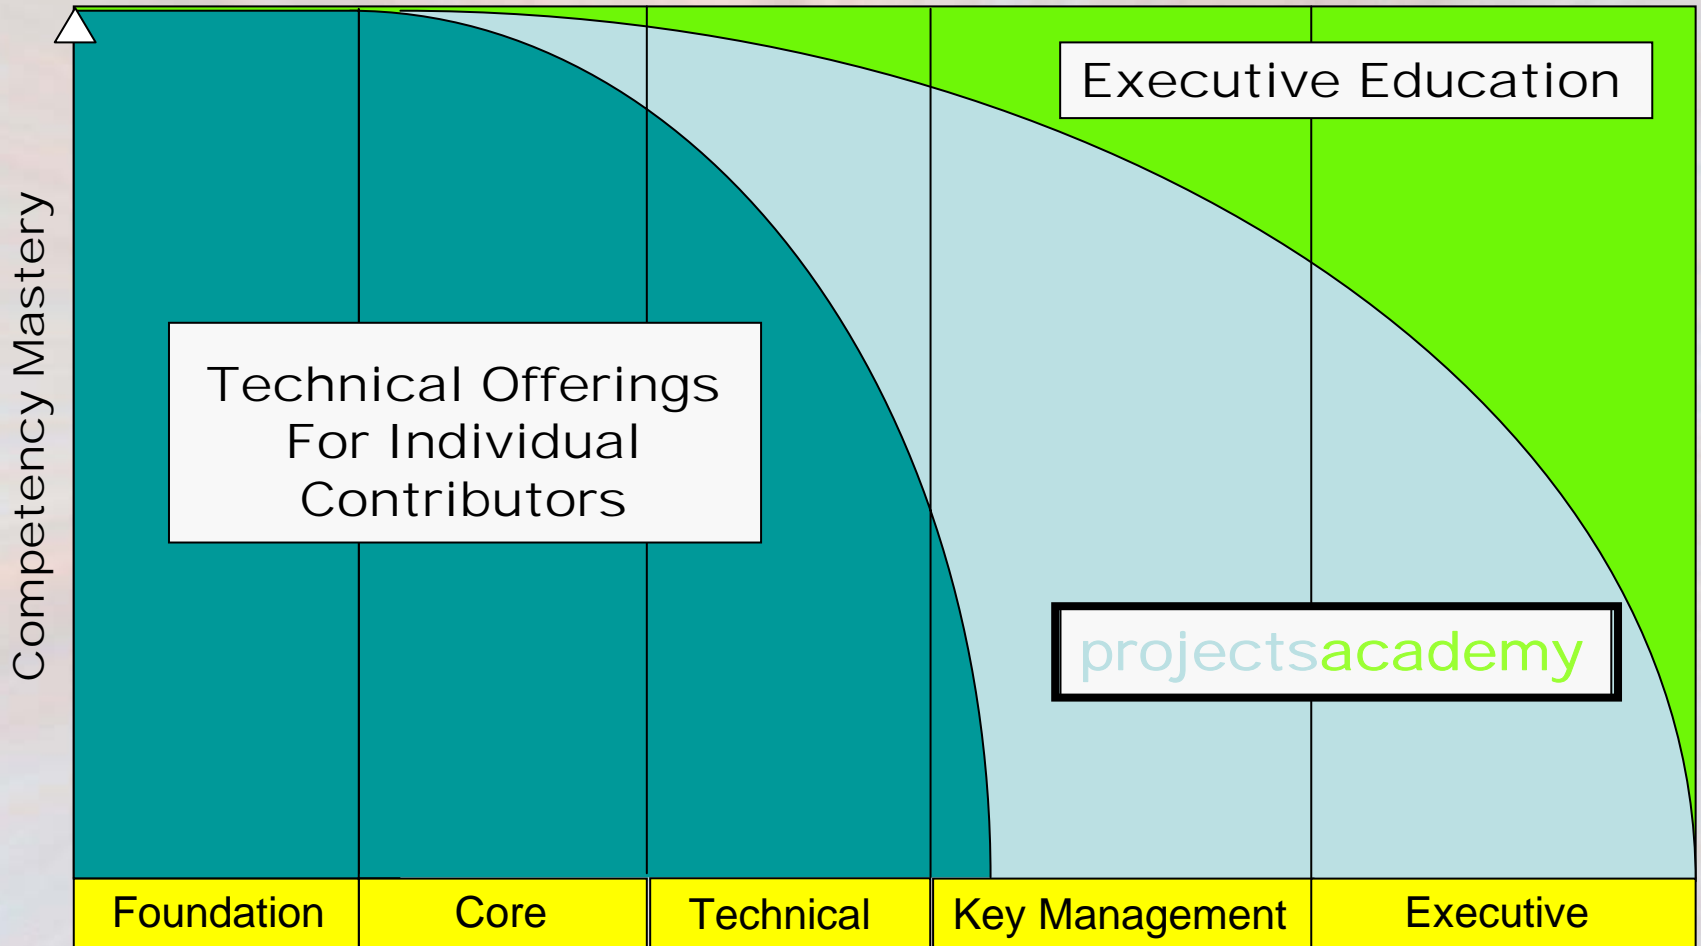 Competency Mastery
Executive Education
Technical Offerings
For Individual
Contributors
projectsacademy
Foundation
Core
Technical
Key Management
Executive